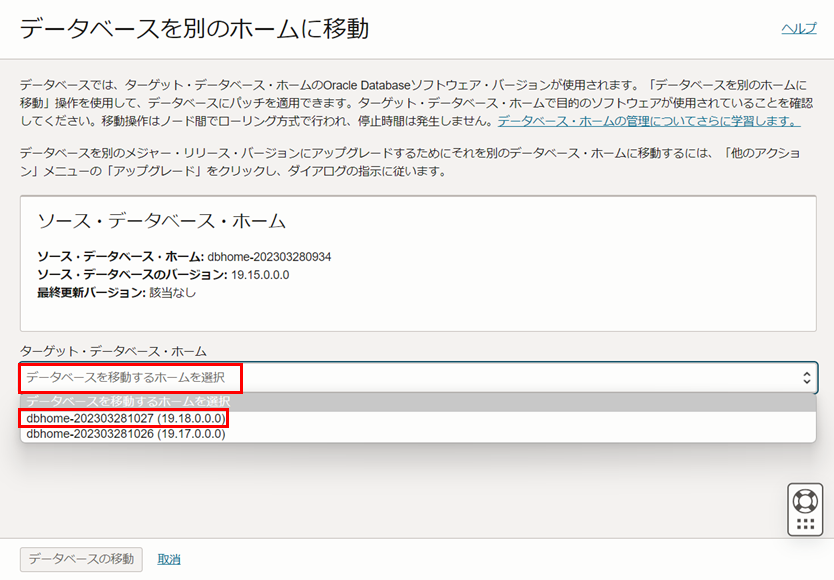 データベースを別のホームに移動
ヘルプ
データベースでは、ターゲット・データベース・ホームのOracle Databaseソフトウェア・バージョンが使用されます。「データベースを別のホームに
移動」操作を使用して、データベースにパッチを適用できます。ターゲット・データベース・ホームで目的のソフトウェアが使用されていることを確認
してください。移動操作はノード間でローリング方式で行われ、停止時間は発生しません。データベース・ホームの管理についてさらに学習します。
データベースを別のメジャー・リリース・バージョンにアップグレードするためにそれを別のデータベース・ホームに移動するには、「他のアクショ
ン」メニューの「アップグレード」をクリックし、ダイアログの指示に従います。
ソース・データベース・ホーム
ソース・データベース・ホーム: dbhome-202303280934
ソース・データベースのバージョン: 19.15.0.0.0
最終更新バージョン: 該当なし
ターゲット・データベース・ホーム
データベースを移動するホームを選択
データベースを移動するホームを選択
dbhome-202303281027 (19.18.0.0.0)
dbhome-202303281026 (19.17.0.0.0)
データベースの移動
取消